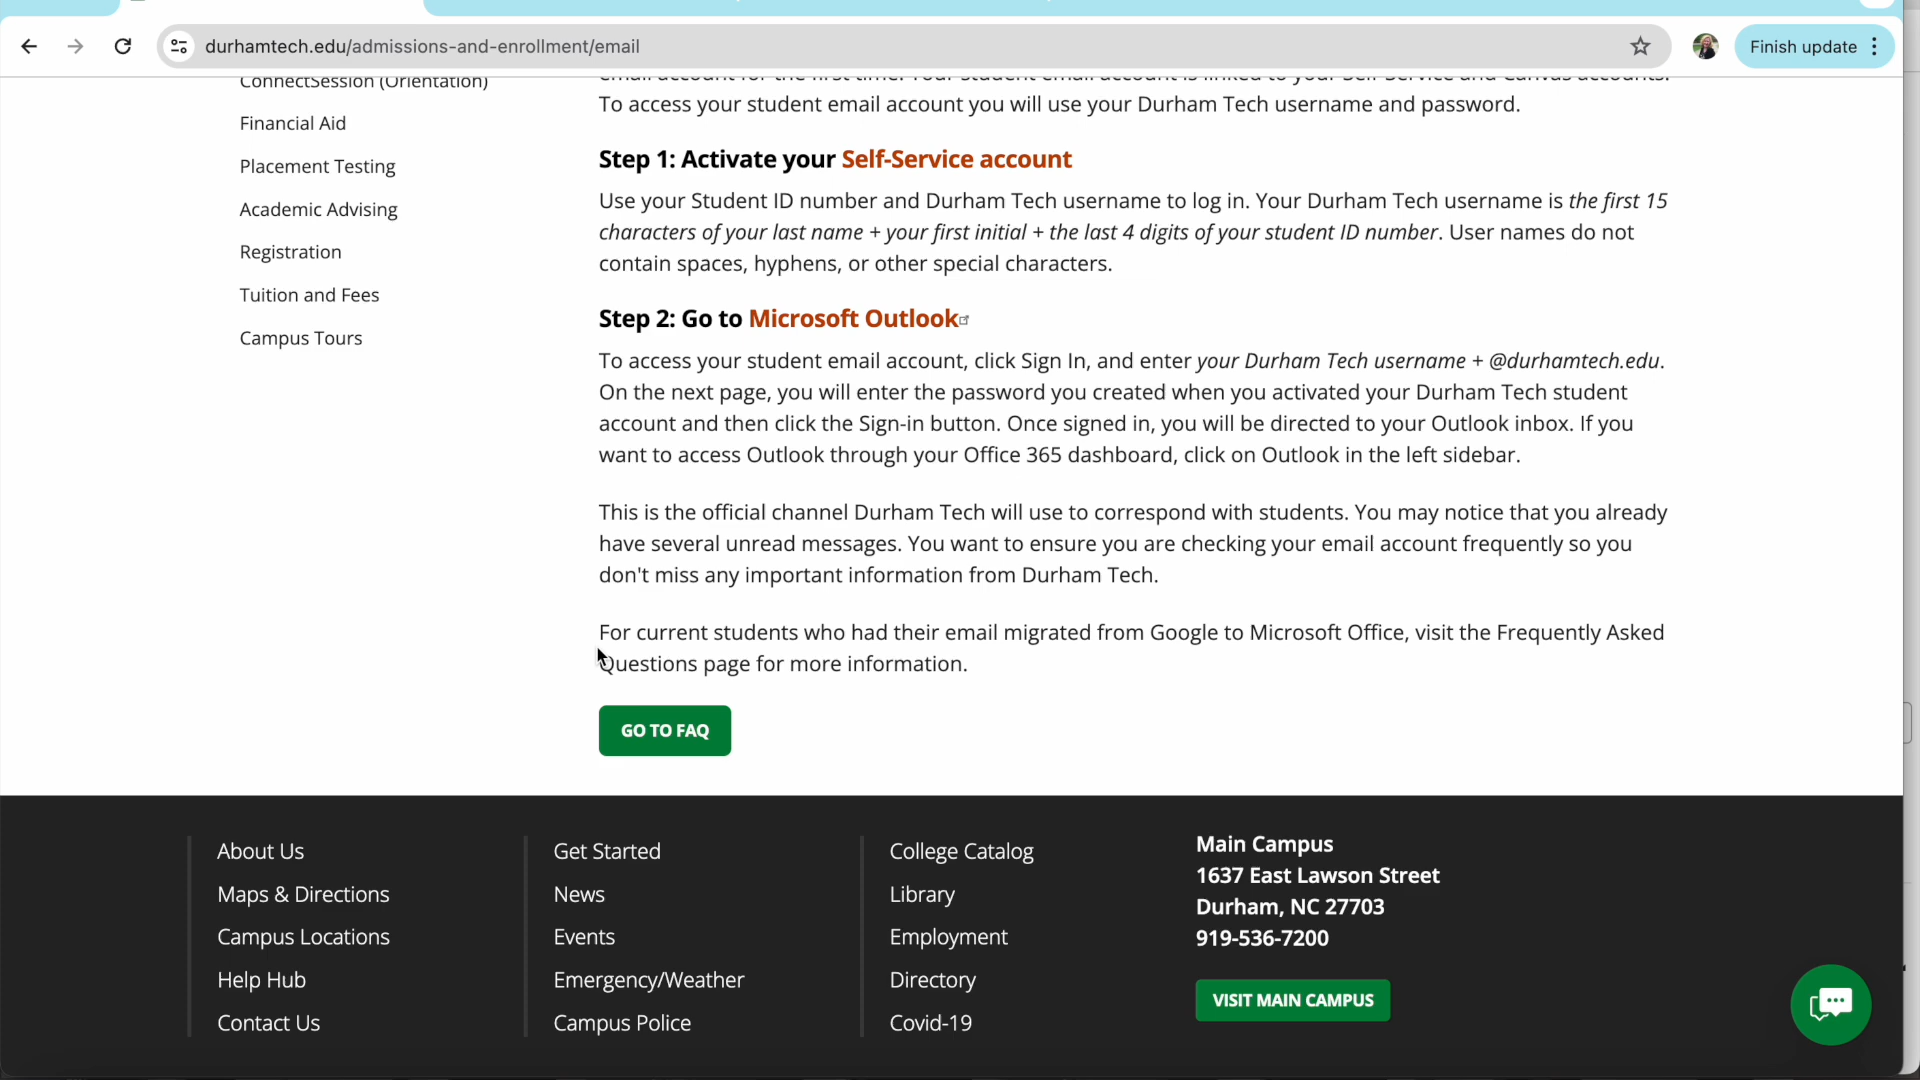 durhamtech.edu/admissions-and-enrollment/email
Finish update
ConnectSession (Orientation)
Financial Aid
Placement Testing
Academic Advising
Registration
Tuition and Fees
Campus Tours
email account for the first time. Your student email account is linked to your Self-Service and Canvas accounts.
To access your student email account you will use your Durham Tech username and password.
Step 1: Activate your Self-Service account
Use your Student ID number and Durham Tech username to log in. Your Durham Tech username is the first 15
characters of your last name + your first initial + the last 4 digits of your student ID number. User names do not
contain spaces, hyphens, or other special characters.
Step 2: Go to Microsoft Outlook
To access your student email account, click Sign In, and enter your Durham Tech username + @durhamtech.edu.
On the next page, you will enter the password you created when you activated your Durham Tech student
account and then click the Sign-in button. Once signed in, you will be directed to your Outlook inbox. If you
want to access Outlook through your Office 365 dashboard, click on Outlook in the left sidebar.
This is the official channel Durham Tech will use to correspond with students. You may notice that you already
have several unread messages. You want to ensure you are checking your email account frequently so you
don't miss any important information from Durham Tech.
For current students who had their email migrated from Google to Microsoft Office, visit the Frequently Asked
Questions page for more information.
GO TO FAQ
About Us
Maps & Directions
Campus Locations
Help Hub
Contact Us
Get Started
News
Events
Emergency/Weather
Campus Police
College Catalog
Library
Employment
Directory
Covid-19
Main Campus
1637 East Lawson Street
Durham, NC 27703
919-536-7200
VISIT MAIN CAMPUS